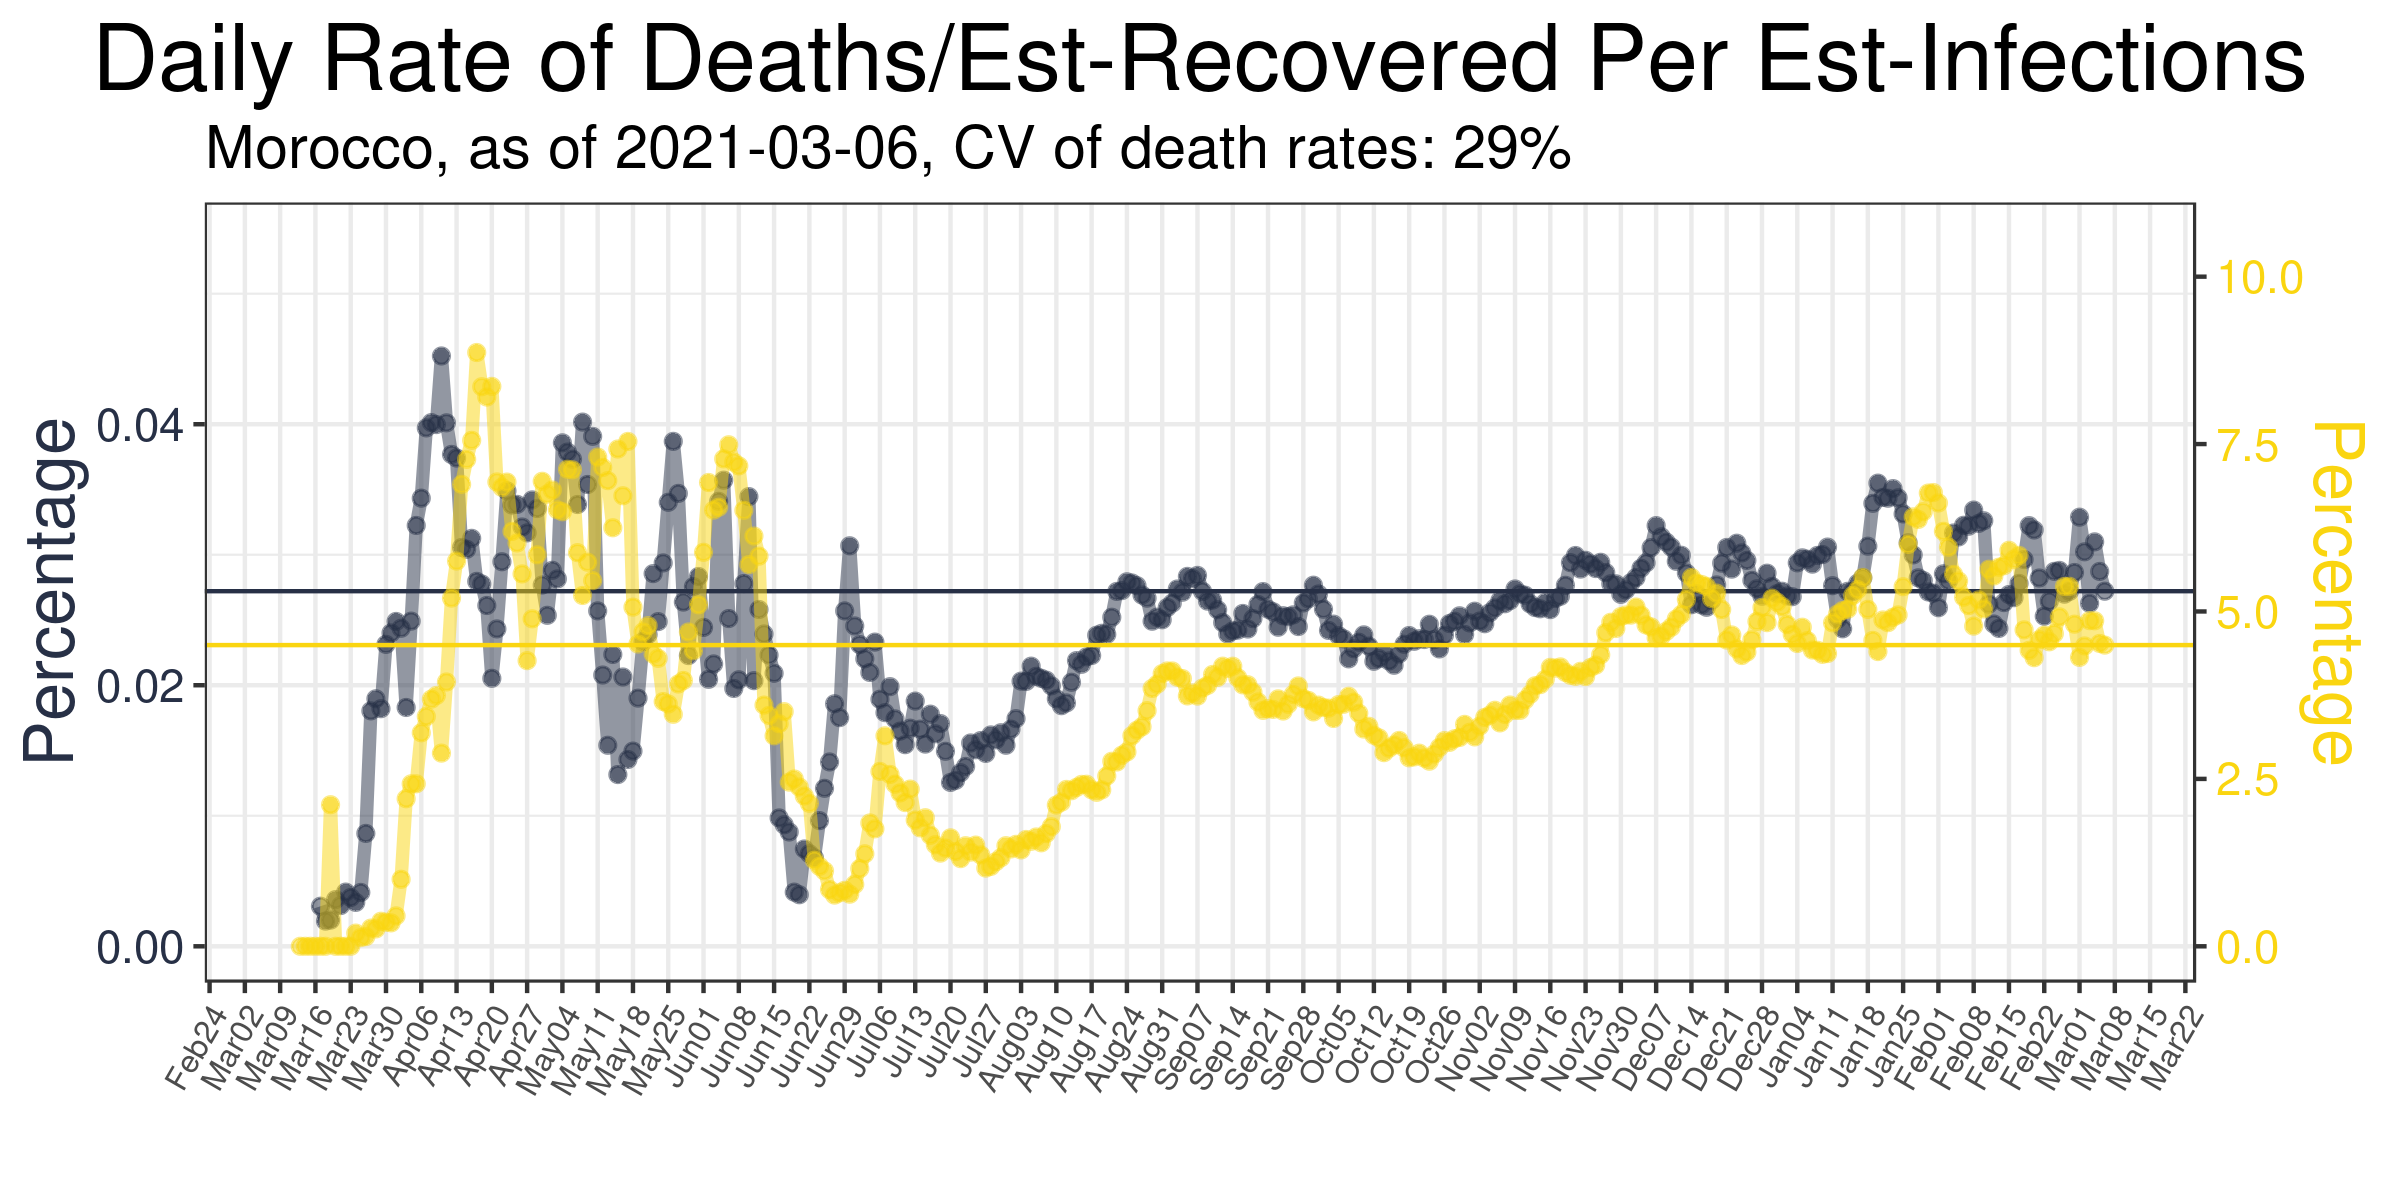 Daily Rate of Deaths/Est-Recovered Per Est-Infections
Morocco, as of 2021-03-06, CV of death rates: 29%
Percentage
0.04
0.02
0.00
10.0
7.5
5.0
2.5
0.0
Percentage
Feb24
Mar02
Mar09
Mar16
Mar23
Mar30
Apr06
Apr13
Apr20
Apr27
May04
May11
May18
May25
Jun01
Jun08
Jun15
Jun22
Jun29
Jul06
Jul13
Jul20
Jul27
Aug03
Aug10
Aug17
Aug24
Aug31
Sep07
Sep14
Sep21
Sep28
Oct05
Oct12
Oct19
Oct26
Nov02
Nov09
Nov16
Nov23
Nov30
Dec07
Dec14
Dec21
Dec28
Jan04
Jan11
Jan18
Jan25
Feb01
Feb08
Feb15
Feb22
Mar01
Mar08
Mar15
Mar22